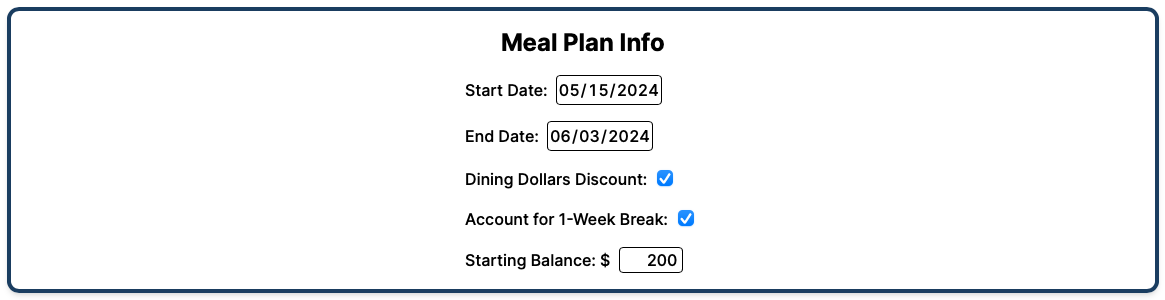 Meal Plan Info
Start Date: 05/15/2024
End Date: 06/03/2024
Dining Dollars Discount:
Account for 1-Week Break:
Starting Balance: $ 200